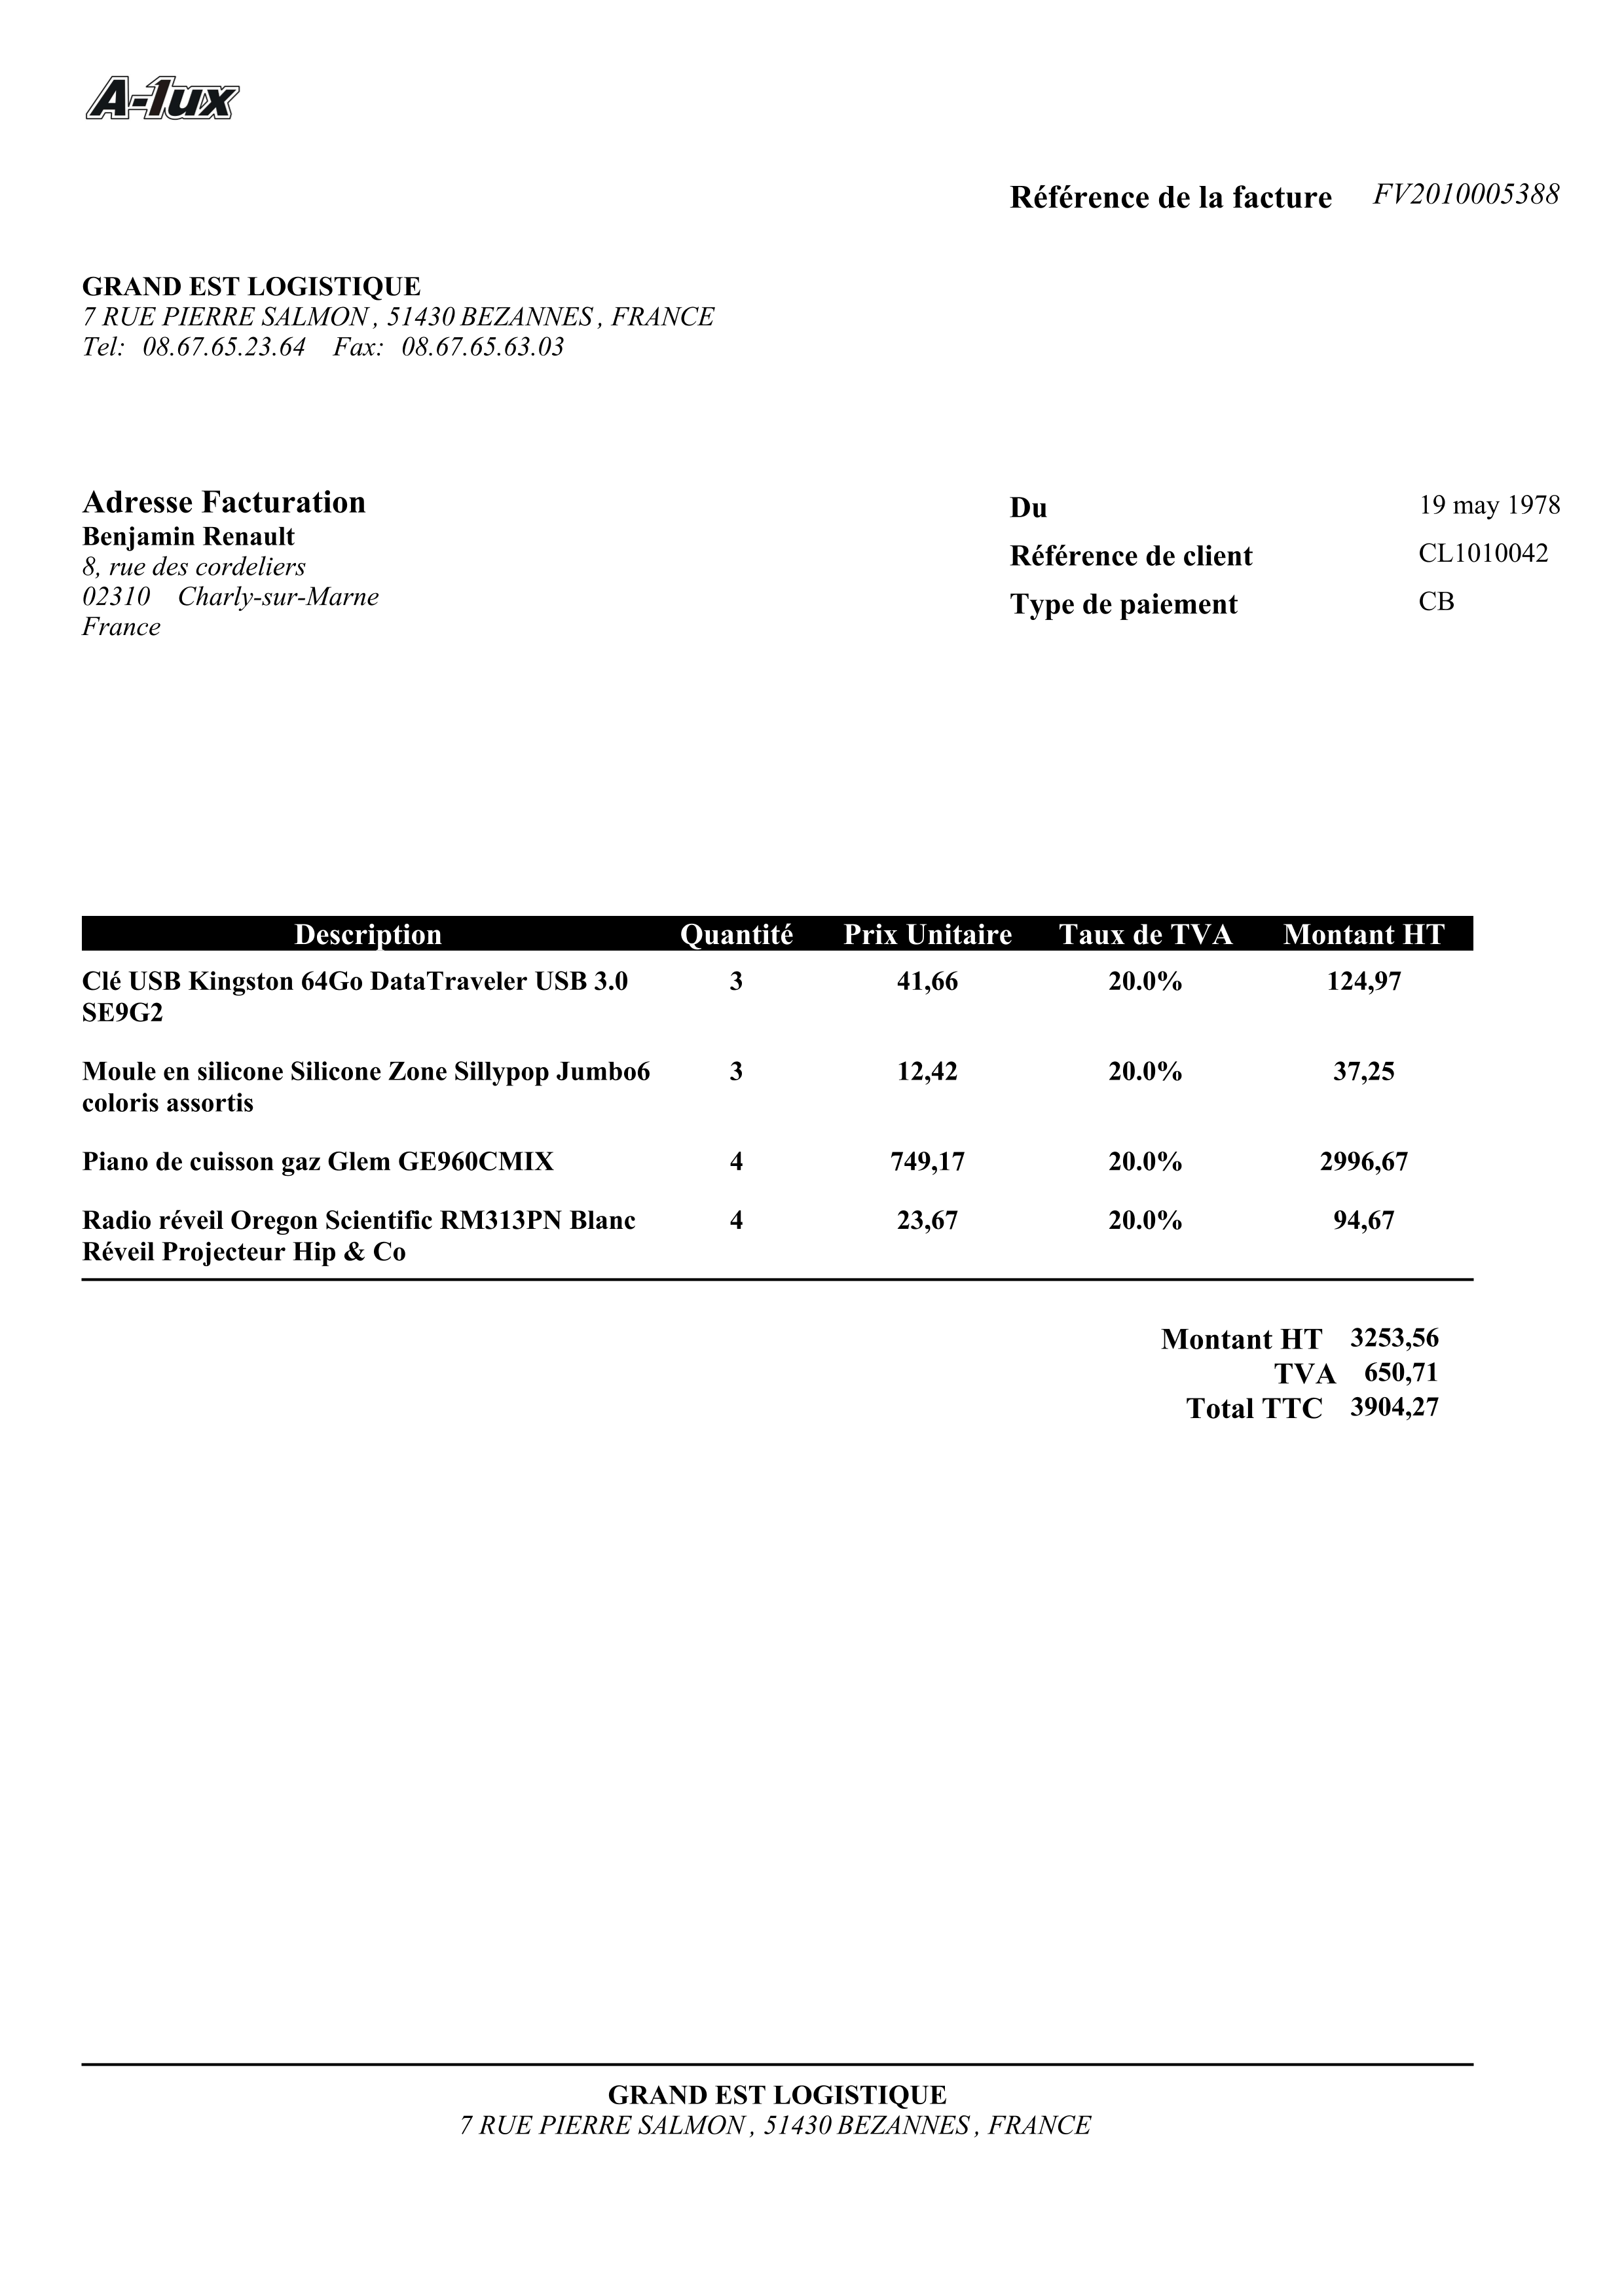 A-1ux
Référence de la facture FV2010005388
GRAND EST LOGISTIQUE
7 RUE PIERRE SALMON , 51430 BEZANNES , FRANCE
Tel: 08.67.65.23.64 Fax: 08.67.65.63.03
Adresse Facturation
Benjamin Renault
8, rue des cordeliers
02310 Charly-sur-Marne
France
Du 19 may 1978
Référence de client CL1010042
Type de paiement CB
Description Quantité Prix Unitaire Taux de TVA Montant HT
Clé USB Kingston 64Go DataTraveler USB 3.0 3 41,66 20.0% 124,97
SE9G2
Moule en silicone Silicone Zone Sillypop Jumbo6 3 12,42 20.0% 37,25
coloris assortis
Piano de cuisson gaz Glem GE960CMIX 4 749,17 20.0% 2996,67
Radio réveil Oregon Scientific RM313PN Blanc 4 23,67 20.0% 94,67
Réveil Projecteur Hip & Co
Montant HT 3253,56
TVA 650,71
Total TTC 3904,27
GRAND EST LOGISTIQUE
7 RUE PIERRE SALMON , 51430 BEZANNES , FRANCE